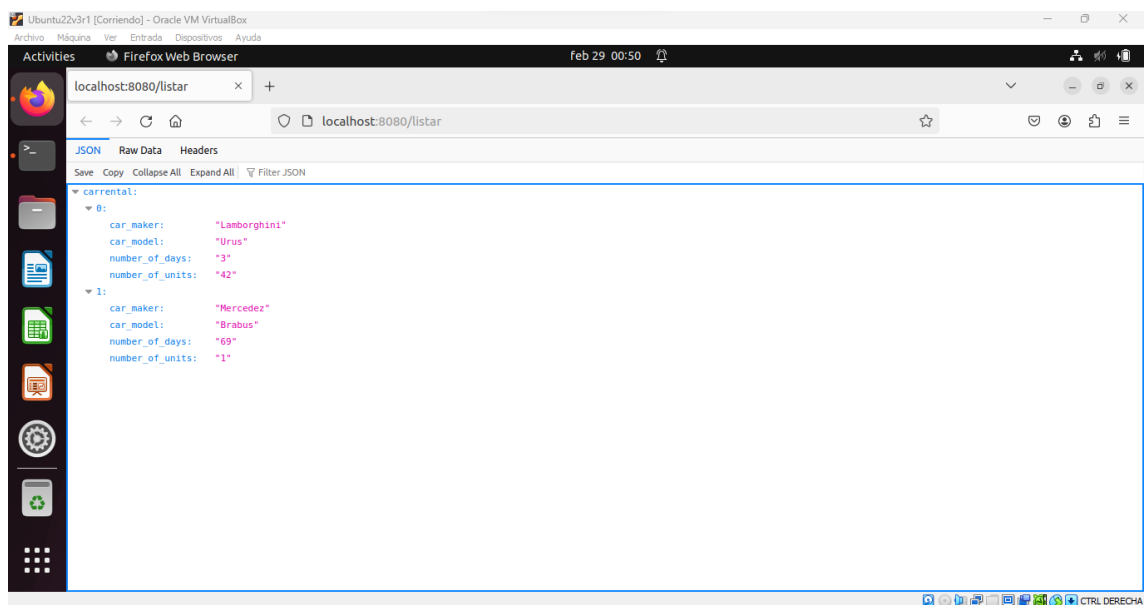 Ubuntu22v3r1 [Corriendo] - Oracle VM VirtualBox
Archivo Máquina Ver Entrada Dispositivos Ayuda
Activities Firefox Web Browser feb 29 00:50
localhost:8080/listar
localhost:8080/listar
JSON Raw Data Headers
Save Copy Collapse All Expand All Filter JSON
carrental:
0:
car_maker: "Lamborghini"
car_model: "Urus"
number_of_days: "3"
number_of_units: "42"
1:
car_maker: "Mercedez"
car_model: "Brabus"
number_of_days: "69"
number_of_units: "1"
CTRL DERECHA